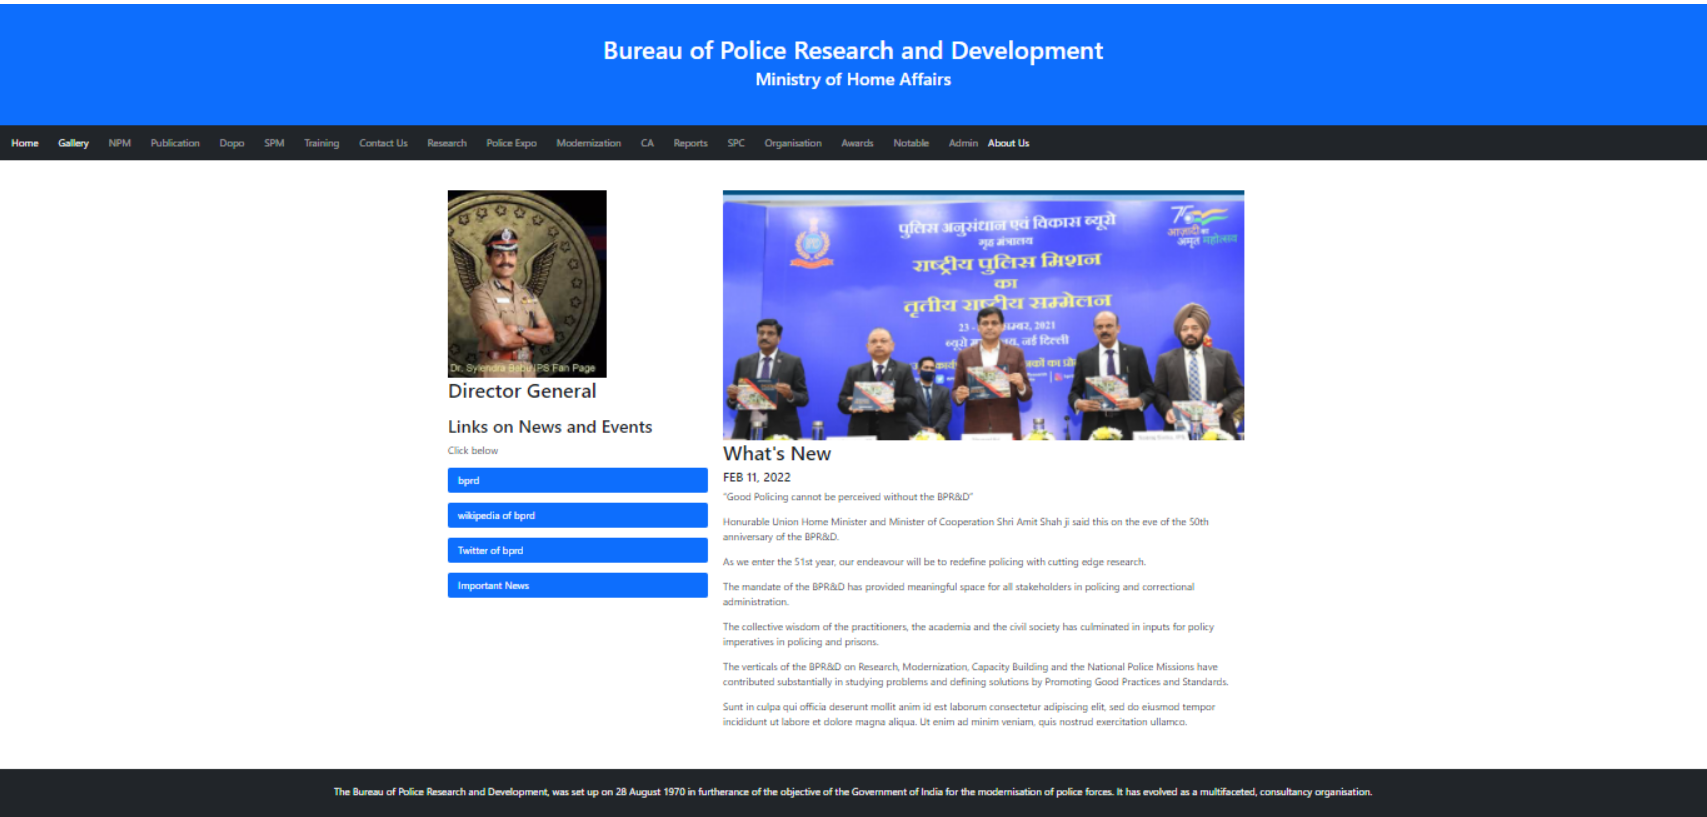 Bureau of Police Research and Development
Ministry of Home Affairs
Home Gallery NPM Publication Dopo SPM Training Contact Us Research Police Expo Modernization CA Reports SPC Organisation Awards Notable Admin About Us
Dr. Sylendra Babu IPS Fan Page
Director General
Links on News and Events
Click below
bprd
wikipedia of bprd
Twitter of bprd
Important News
पुलिस अनुसंधान एवं विकास ब्यूरो
गृह मंत्रालय
राष्ट्रीय पुलिस मिशन
का
तृतीय राष्ट्रीय सम्मेलन
23 -
2021
नई दिल्ली
आज़ादी का
अमृत महोत्सव
What's New
FEB 11, 2022
“Good Policing cannot be perceived without the BPR&D”
Honurable Union Home Minister and Minister of Cooperation Shri Amit Shah ji said this on the eve of the 50th
anniversary of the BPR&D.
As we enter the 51st year, our endeavour will be to redefine policing with cutting edge research.
The mandate of the BPR&D has provided meaningful space for all stakeholders in policing and correctional
administration.
The collective wisdom of the practitioners, the academia and the civil society has culminated in inputs for policy
imperatives in policing and prisons.
The verticals of the BPR&D on Research, Modernization, Capacity Building and the National Police Missions have
contributed substantially in studying problems and defining solutions by Promoting Good Practices and Standards.
Sunt in culpa qui officia deserunt mollit anim id est laborum consectetur adipiscing elit, sed do eiusmod tempor
incididunt ut labore et dolore magna aliqua. Ut enim ad minim veniam, quis nostrud exercitation ullamco.
The Bureau of Police Research and Development, was set up on 28 August 1970 in furtherance of the objective of the Government of India for the modernisation of police forces. It has evolved as a multifaceted, consultancy organisation.